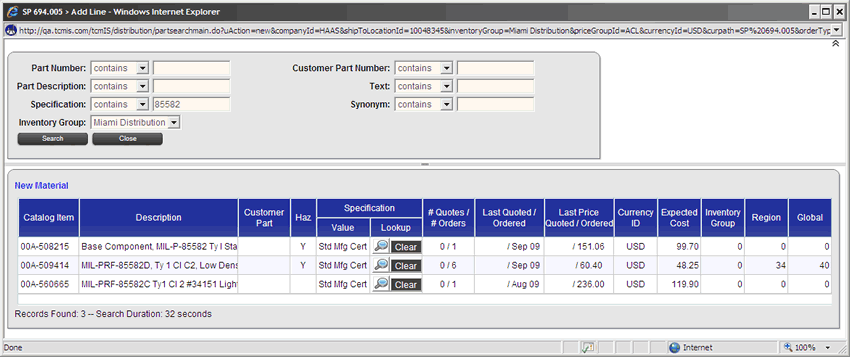 SP 694.005 > Add Line - Windows Internet Explorer
http://qa.tcmis.com/tcmIS/distribution/partsearchmain.do?uAction=new&companyId=HAAS&shipToLocationId=10048345&inventoryGroup=Miami Distribution&priceGroupId=ACL&currencyId=USD&curpath=SP%20694.005&orderTyp
Part Number: contains Customer Part Number: contains
Part Description: contains Text: contains
Specification: contains 85582 Synonym: contains
Inventory Group: Miami Distribution
Search Close
New Material
Catalog Item Description Customer Part Haz Specification Value Lookup # Quotes / # Orders Last Quoted / Ordered Last Price Quoted / Ordered Currency ID Expected Cost Inventory Group Region Global
00A-508215 Base Component, MIL-P-85582 Ty I Sta Y Std Mfg Cert Clear 0 / 1 / Sep 09 / 151.06 USD 99.70 0 0 0
00A-509414 MIL-PRF-85582D, Ty 1 Cl C2, Low Dens Y Std Mfg Cert Clear 0 / 6 / Sep 09 / 60.40 USD 48.25 0 34 40
00A-560665 MIL-PRF-85582C Ty1 Cl 2 #34151 Ligh Std Mfg Cert Clear 0 / 1 / Aug 09 / 236.00 USD 119.90 0 0 0
Records Found: 3 -- Search Duration: 32 seconds
Done Internet 100%